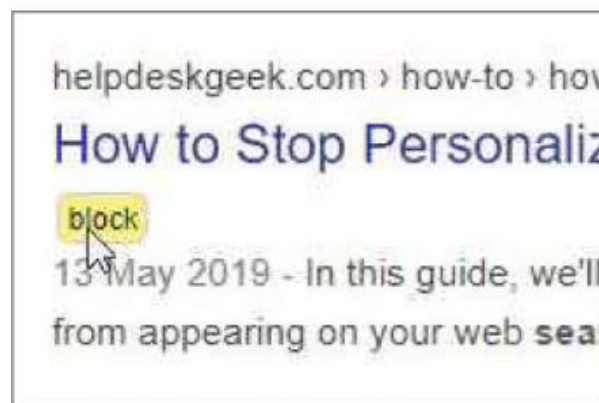 helpdeskgeek.com › how-to › how
How to Stop Personaliz
block
13 May 2019 - In this guide, we'll
from appearing on your web sea